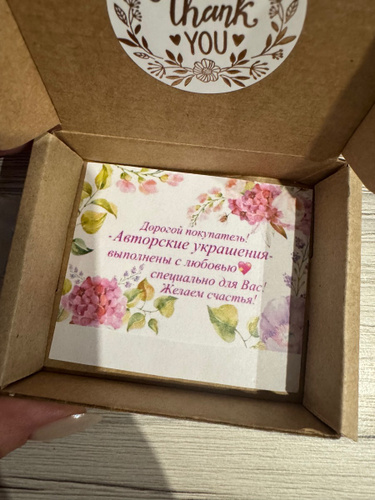 thank
YOU
Дорогой покупатель!
-Авторские украшения-
выполнены с любовью💖
специально для Вас!
Желаем счастья!